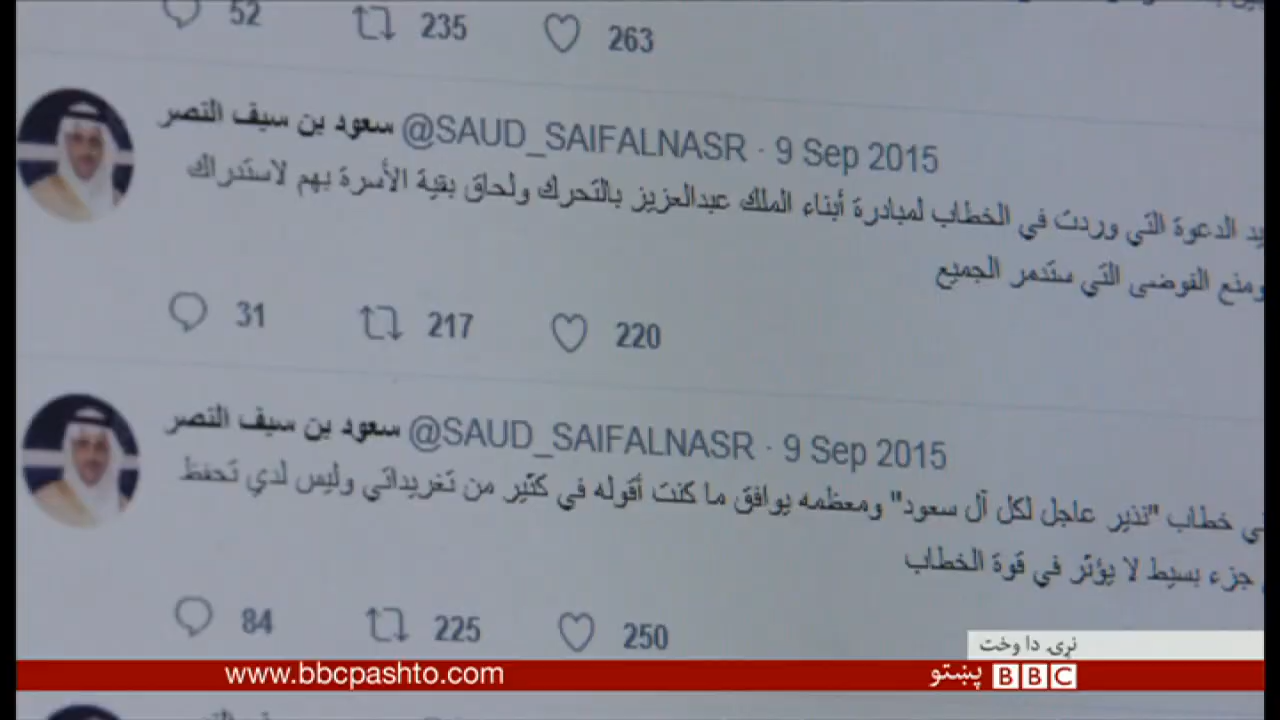 52 235 263
سعود بن سيف النصر @SAUD_SAIFALNASR · 9 Sep 2015
الدعوة التي وردت في الخطاب لمبادرة أبناء الملك عبدالعزيز بالتحرك ولحاق بقية الأسرة بهم لاستدراك
ومنع الفوضى التي ستدمر الجميع
31 217 220
سعود بن سيف النصر @SAUD_SAIFALNASR · 9 Sep 2015
خطاب "نذير عاجل لكل آل سعود" ومعظمه يوافق ما كنت أقوله في كثير من تغريداتي وليس لدي تحفظ
جزء بسيط لا يؤثر في قوة الخطاب
84 225 250
نړۍ دا وخت
www.bbcpashto.com BBC پښتو